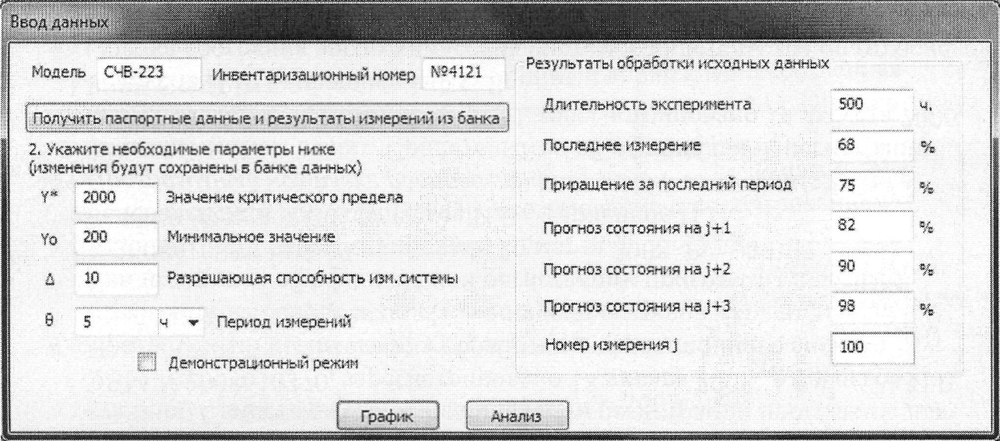 Ввод данных
Модель СЧВ-223 Инвентаризационный номер №4121
Получить паспортные данные и результаты измерений из банка
2. Укажите необходимые параметры ниже
(изменения будут сохранены в банке данных)
Y* 2000 Значение критического предела
Yo 200 Минимальное значение
Δ 10 Разрешающая способность изм.системы
θ 5 ч Период измерений
Демонстрационный режим
Результаты обработки исходных данных
Длительность эксперимента 500 ч.
Последнее измерение 68 %
Приращение за последний период 75 %
Прогноз состояния на j+1 82 %
Прогноз состояния на j+2 90 %
Прогноз состояния на j+3 98 %
Номер измерения j 100
График Анализ